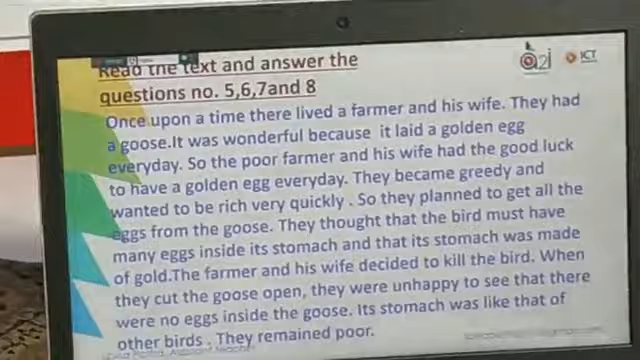 Read the text and answer the
questions no. 5,6,7and 8
Once upon a time there lived a farmer and his wife. They had
a goose.It was wonderful because it laid a golden egg
everyday. So the poor farmer and his wife had the good luck
to have a golden egg everyday. They became greedy and
wanted to be rich very quickly . So they planned to get all the
eggs from the goose. They thought that the bird must have
many eggs inside its stomach and that its stomach was made
of gold.The farmer and his wife decided to kill the bird. When
they cut the goose open, they were unhappy to see that there
were no eggs inside the goose. Its stomach was like that of
other birds . They remained poor.
a2i
ICT